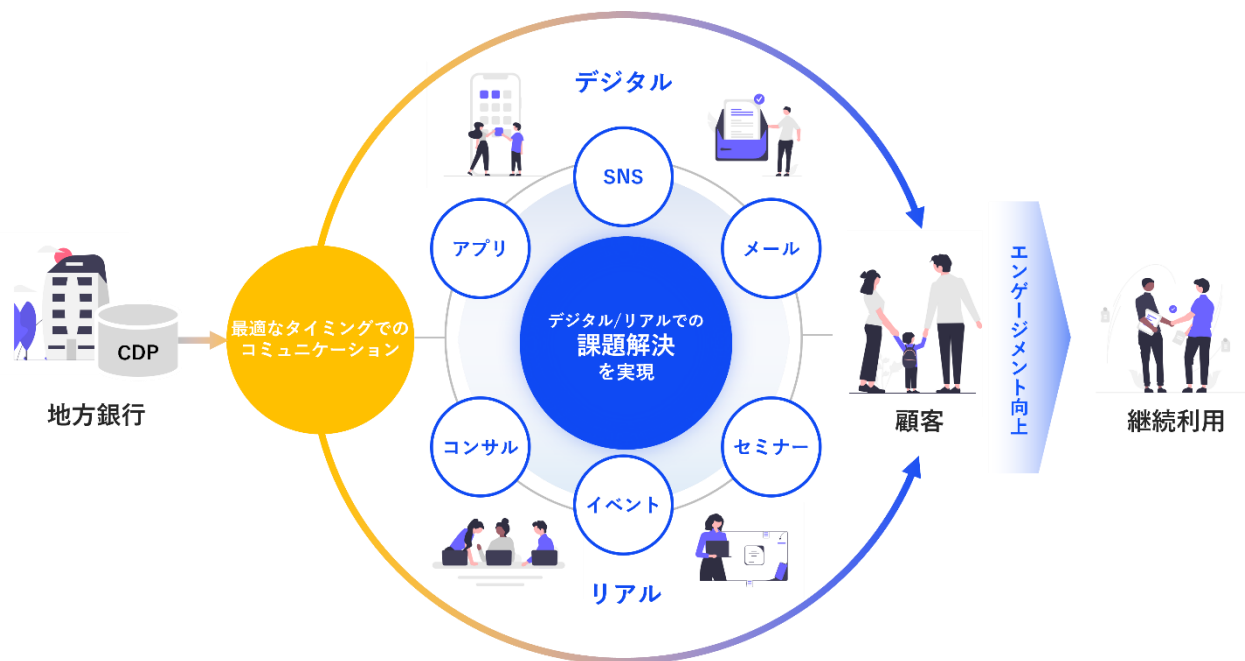 デジタル
SNS
アプリ
メール
CDP
地方銀行
最適なタイミングでの
コミュニケーション
デジタル/リアルでの
課題解決
を実現
コンサル
イベント
セミナー
リアル
顧客
エンゲージメント向上
継続利用